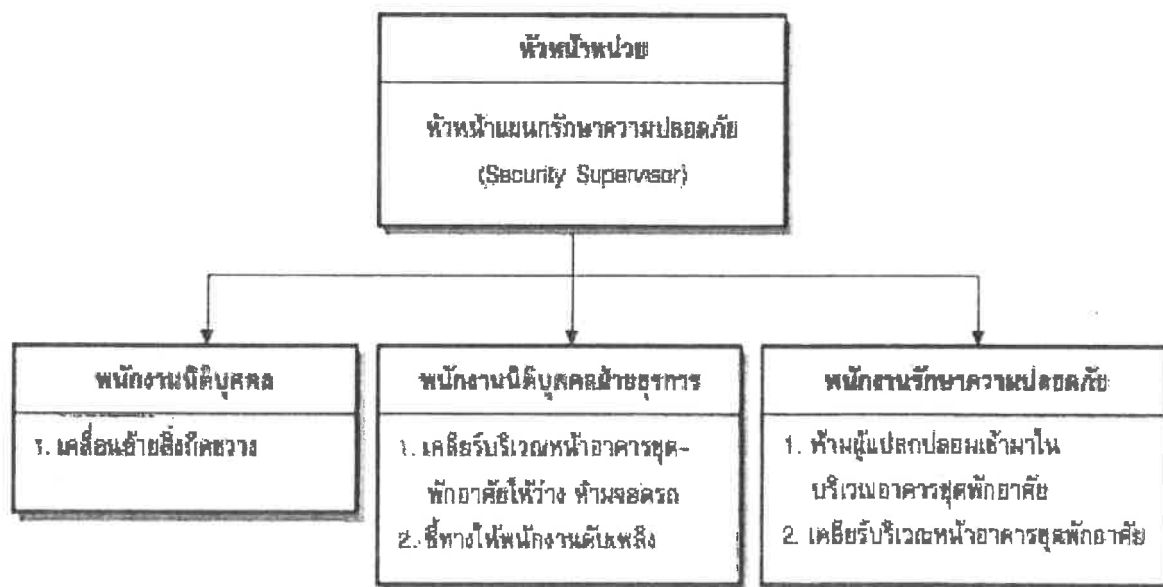 หัวหน้าหน่วย
หัวหน้าแผนกรักษาความปลอดภัย
(Security Supervisor)
พนักงานนิติบุคคล
1. เคลื่อนย้ายสิ่งกีดขวาง
พนักงานนิติบุคคลฝ่ายธุรการ
1. เคลียร์บริเวณหน้าอาคารชุด-
พักอาศัยให้ว่าง ห้ามจอดรถ
2. ชี้ทางให้พนักงานดับเพลิง
พนักงานรักษาความปลอดภัย
1. ห้ามผู้แปลกปลอมเข้ามาใน
บริเวณอาคารชุดพักอาศัย
2. เคลียร์บริเวณหน้าอาคารชุดพักอาศัย